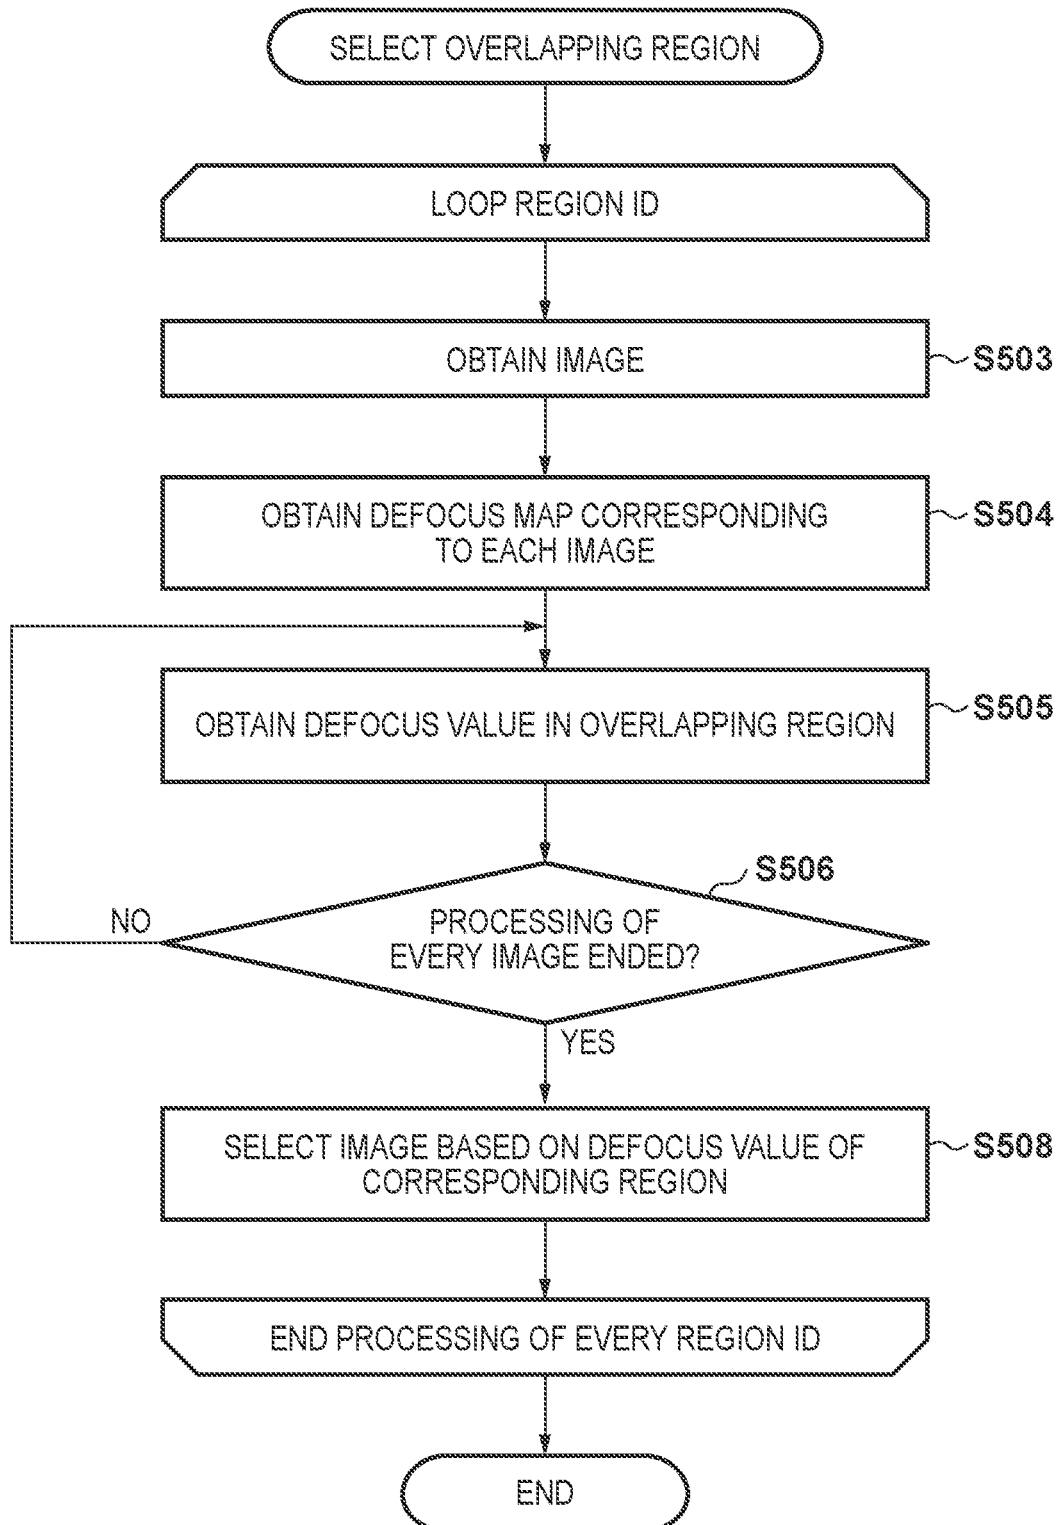 SELECT OVERLAPPING REGION
LOOP REGION ID
OBTAIN IMAGE
S503
OBTAIN DEFOCUS MAP CORRESPONDING
TO EACH IMAGE
S504
OBTAIN DEFOCUS VALUE IN OVERLAPPING REGION
S505
S506
PROCESSING OF
EVERY IMAGE ENDED?
NO
YES
SELECT IMAGE BASED ON DEFOCUS VALUE OF
CORRESPONDING REGION
S508
END PROCESSING OF EVERY REGION ID
END